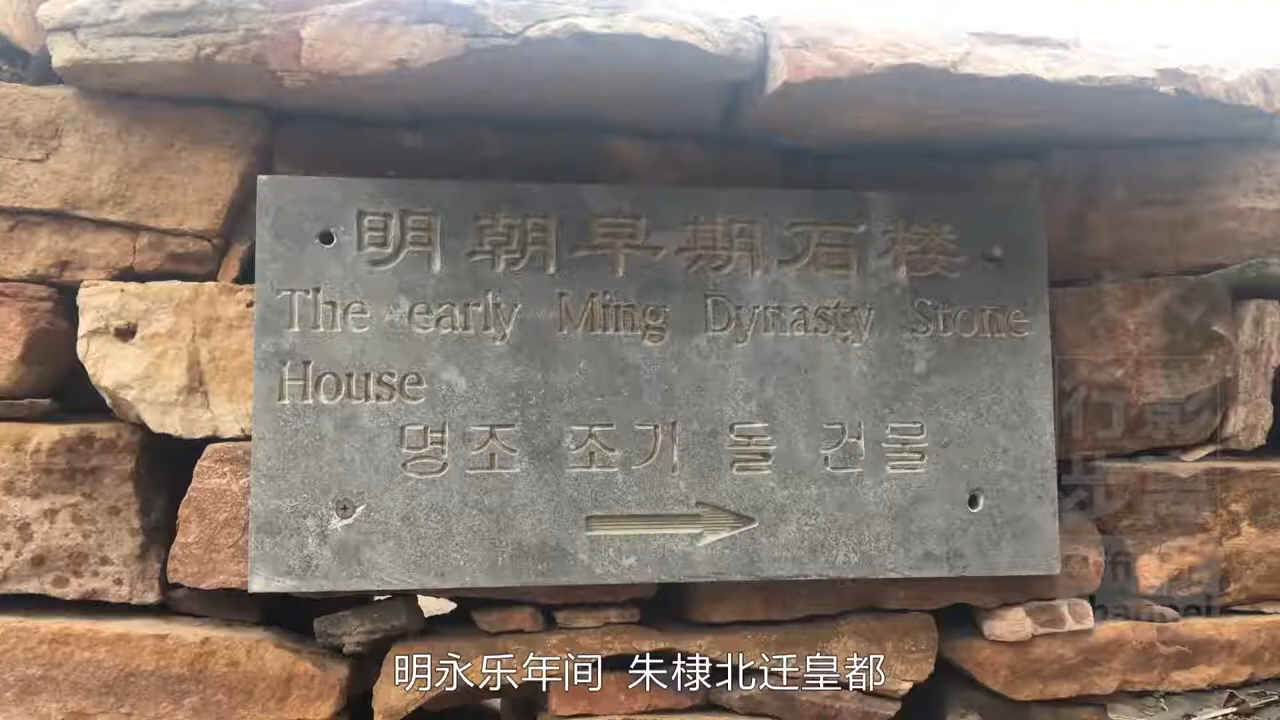 明朝早期石楼
The early Ming Dynasty Stone
House
명조 조기 돌 건물
明永乐年间 朱棣北迁皇都